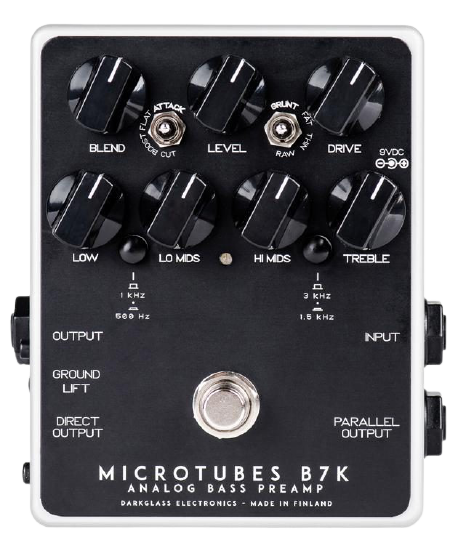 ATTACK
FLAT
BOOST
CUT
GRUNT
FAT
THIN
RAW
BLEND
LEVEL
DRIVE
9VDC
LOW
LO MIDS
HI MIDS
TREBLE
1 KHZ
500 HZ
3 KHZ
1.5 KHZ
OUTPUT
INPUT
GROUND
LIFT
DIRECT
OUTPUT
PARALLEL
OUTPUT
MICROTUBES B7K
ANALOG BASS PREAMP
DARKGLASS ELECTRONICS - MADE IN FINLAND